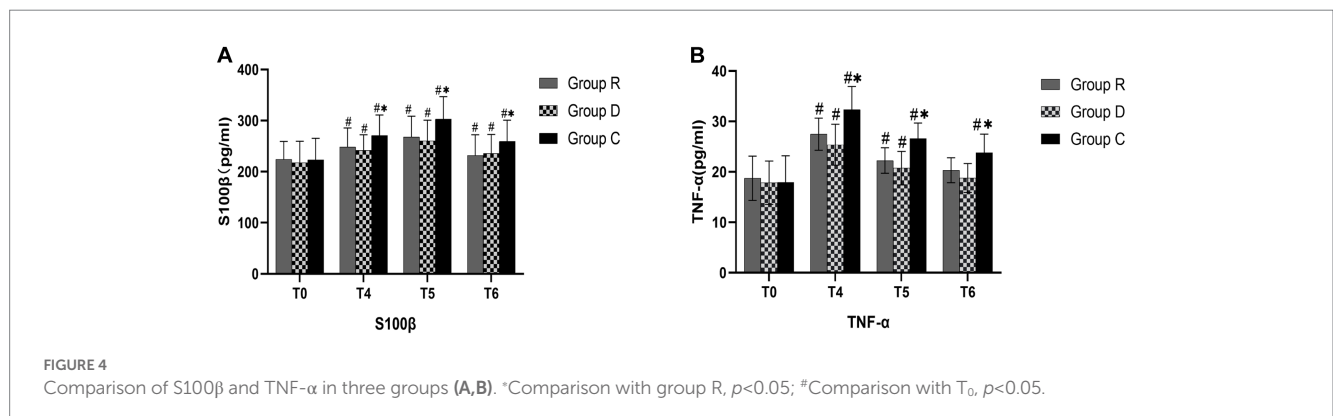 A
S100β(pg/ml)
400
300
200
100
0
# # #*
# # #*
# # #*
T0 T4 T5 T6
S100β
Group R
Group D
Group C
B
TNF-α(pg/ml)
40
30
20
10
0
# # #*
# # #*
#*
T0 T4 T5 T6
TNF-α
Group R
Group D
Group C
FIGURE 4
Comparison of S100β and TNF-α in three groups (A,B). *Comparison with group R, p<0.05; #Comparison with T₀, p<0.05.